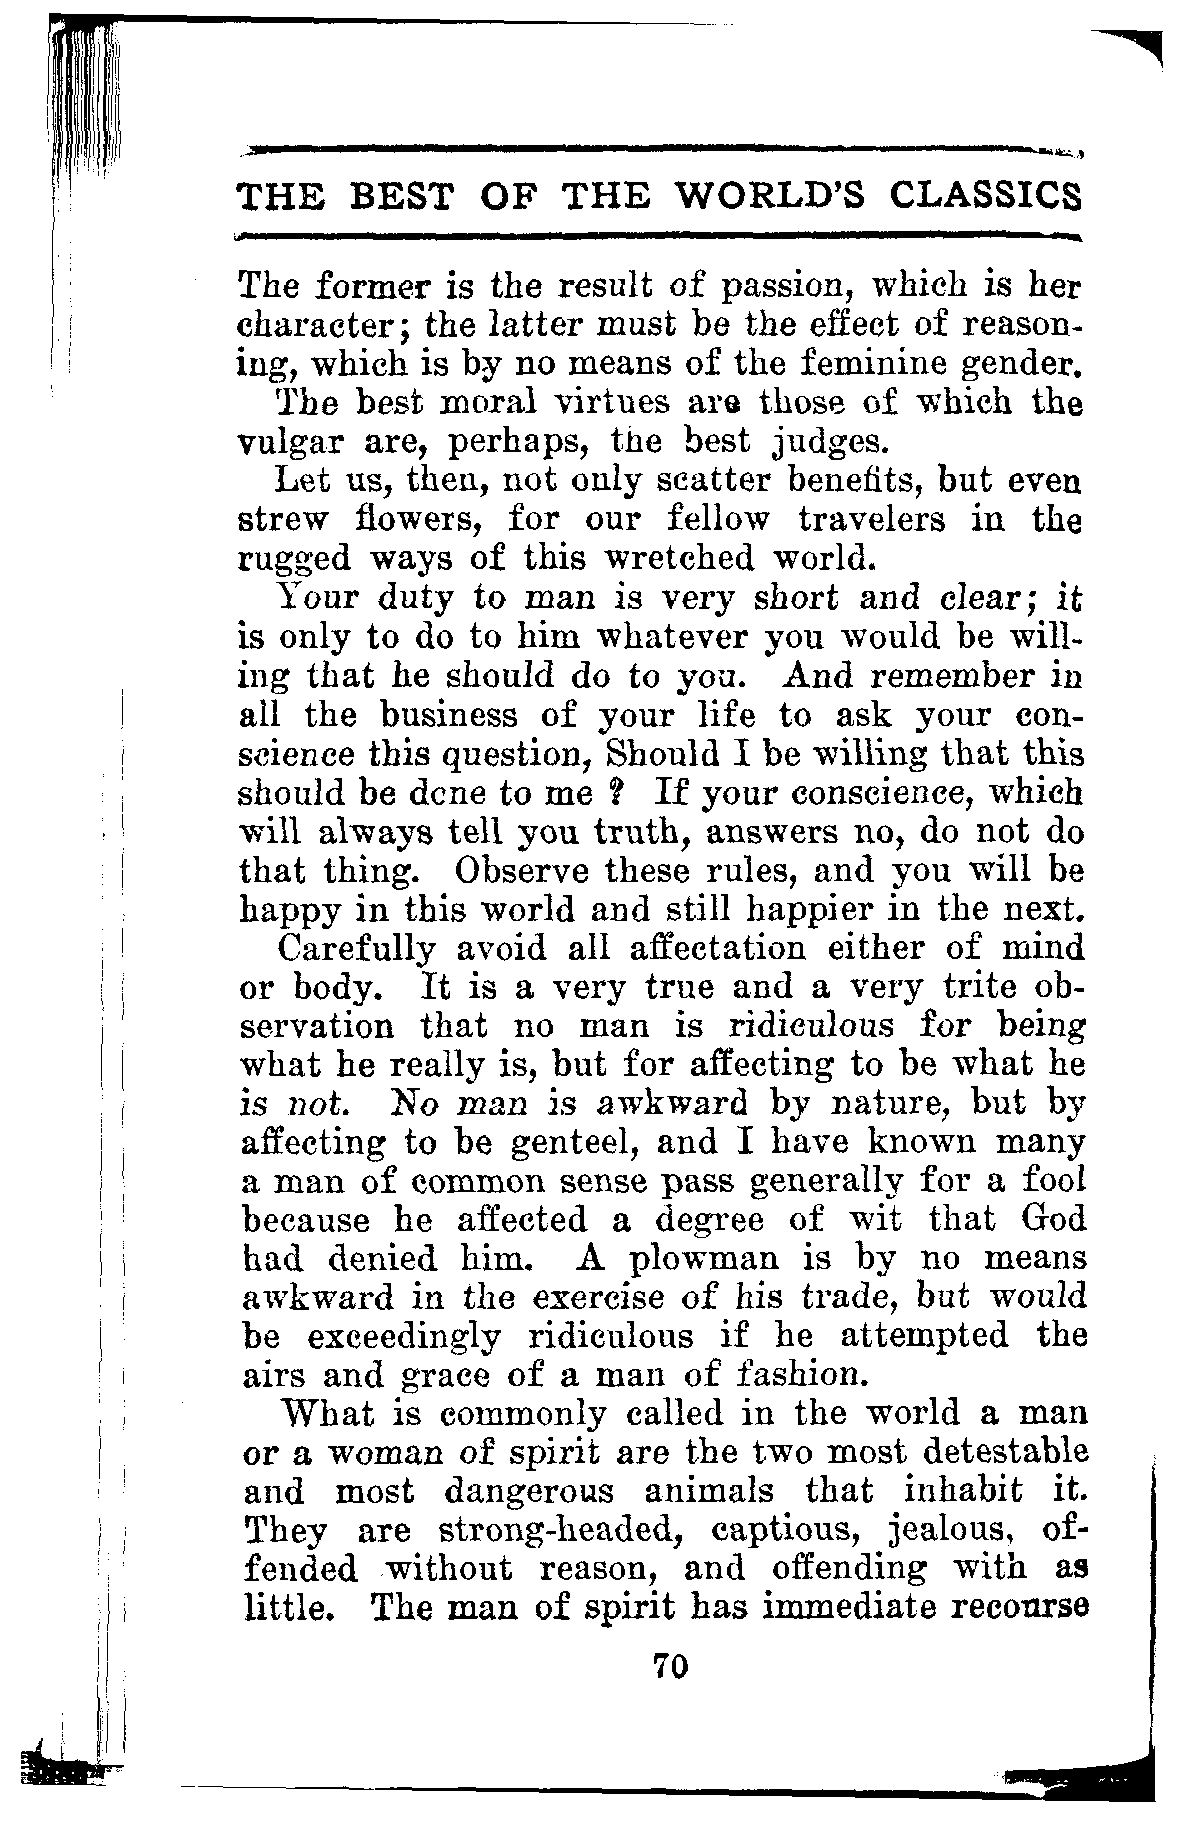 THE BEST OF THE WORLD'S CLASSICS
The former is the result of passion, which is her
character; the latter must be the effect of reason-
ing, which is by no means of the feminine gender.
The best moral virtues are those of which the
vulgar are, perhaps, the best judges.
Let us, then, not only scatter benefits, but even
strew flowers, for our fellow travelers in the
rugged ways of this wretched world.
Your duty to man is very short and clear; it
is only to do to him whatever you would be will-
ing that he should do to you. And remember in
all the business of your life to ask your con-
science this question, Should I be willing that this
should be done to me ? If your conscience, which
will always tell you truth, answers no, do not do
that thing. Observe these rules, and you will be
happy in this world and still happier in the next.
Carefully avoid all affectation either of mind
or body. It is a very true and a very trite ob-
servation that no man is ridiculous for being
what he really is, but for affecting to be what he
is not. No man is awkward by nature, but by
affecting to be genteel, and I have known many
a man of common sense pass generally for a fool
because he affected a degree of wit that God
had denied him. A plowman is by no means
awkward in the exercise of his trade, but would
be exceedingly ridiculous if he attempted the
airs and grace of a man of fashion.
What is commonly called in the world a man
or a woman of spirit are the two most detestable
and most dangerous animals that inhabit it.
They are strong-headed, captious, jealous, of-
fended without reason, and offending with as
little. The man of spirit has immediate recourse
70